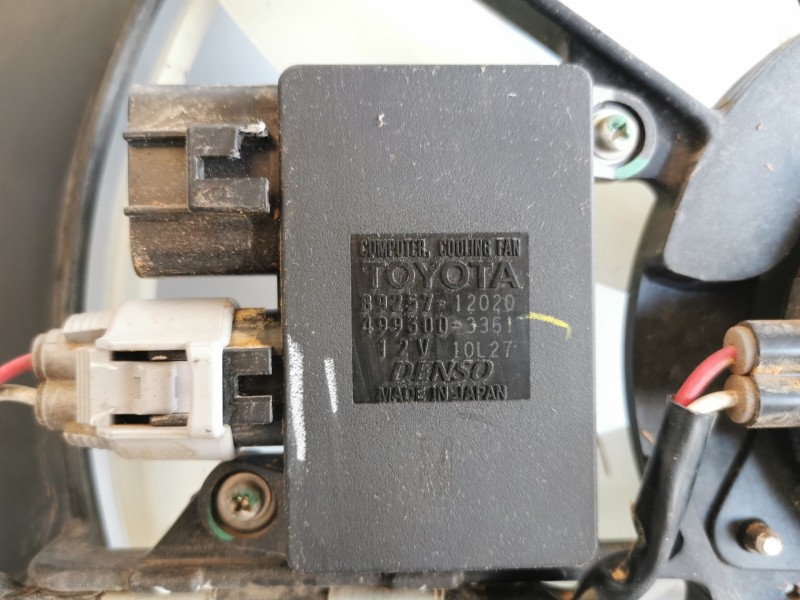 COMPUTER, COOLING FAN
TOYOTA
89257-12020
499300-3351
12V 10L27
DENSO
MADE IN JAPAN